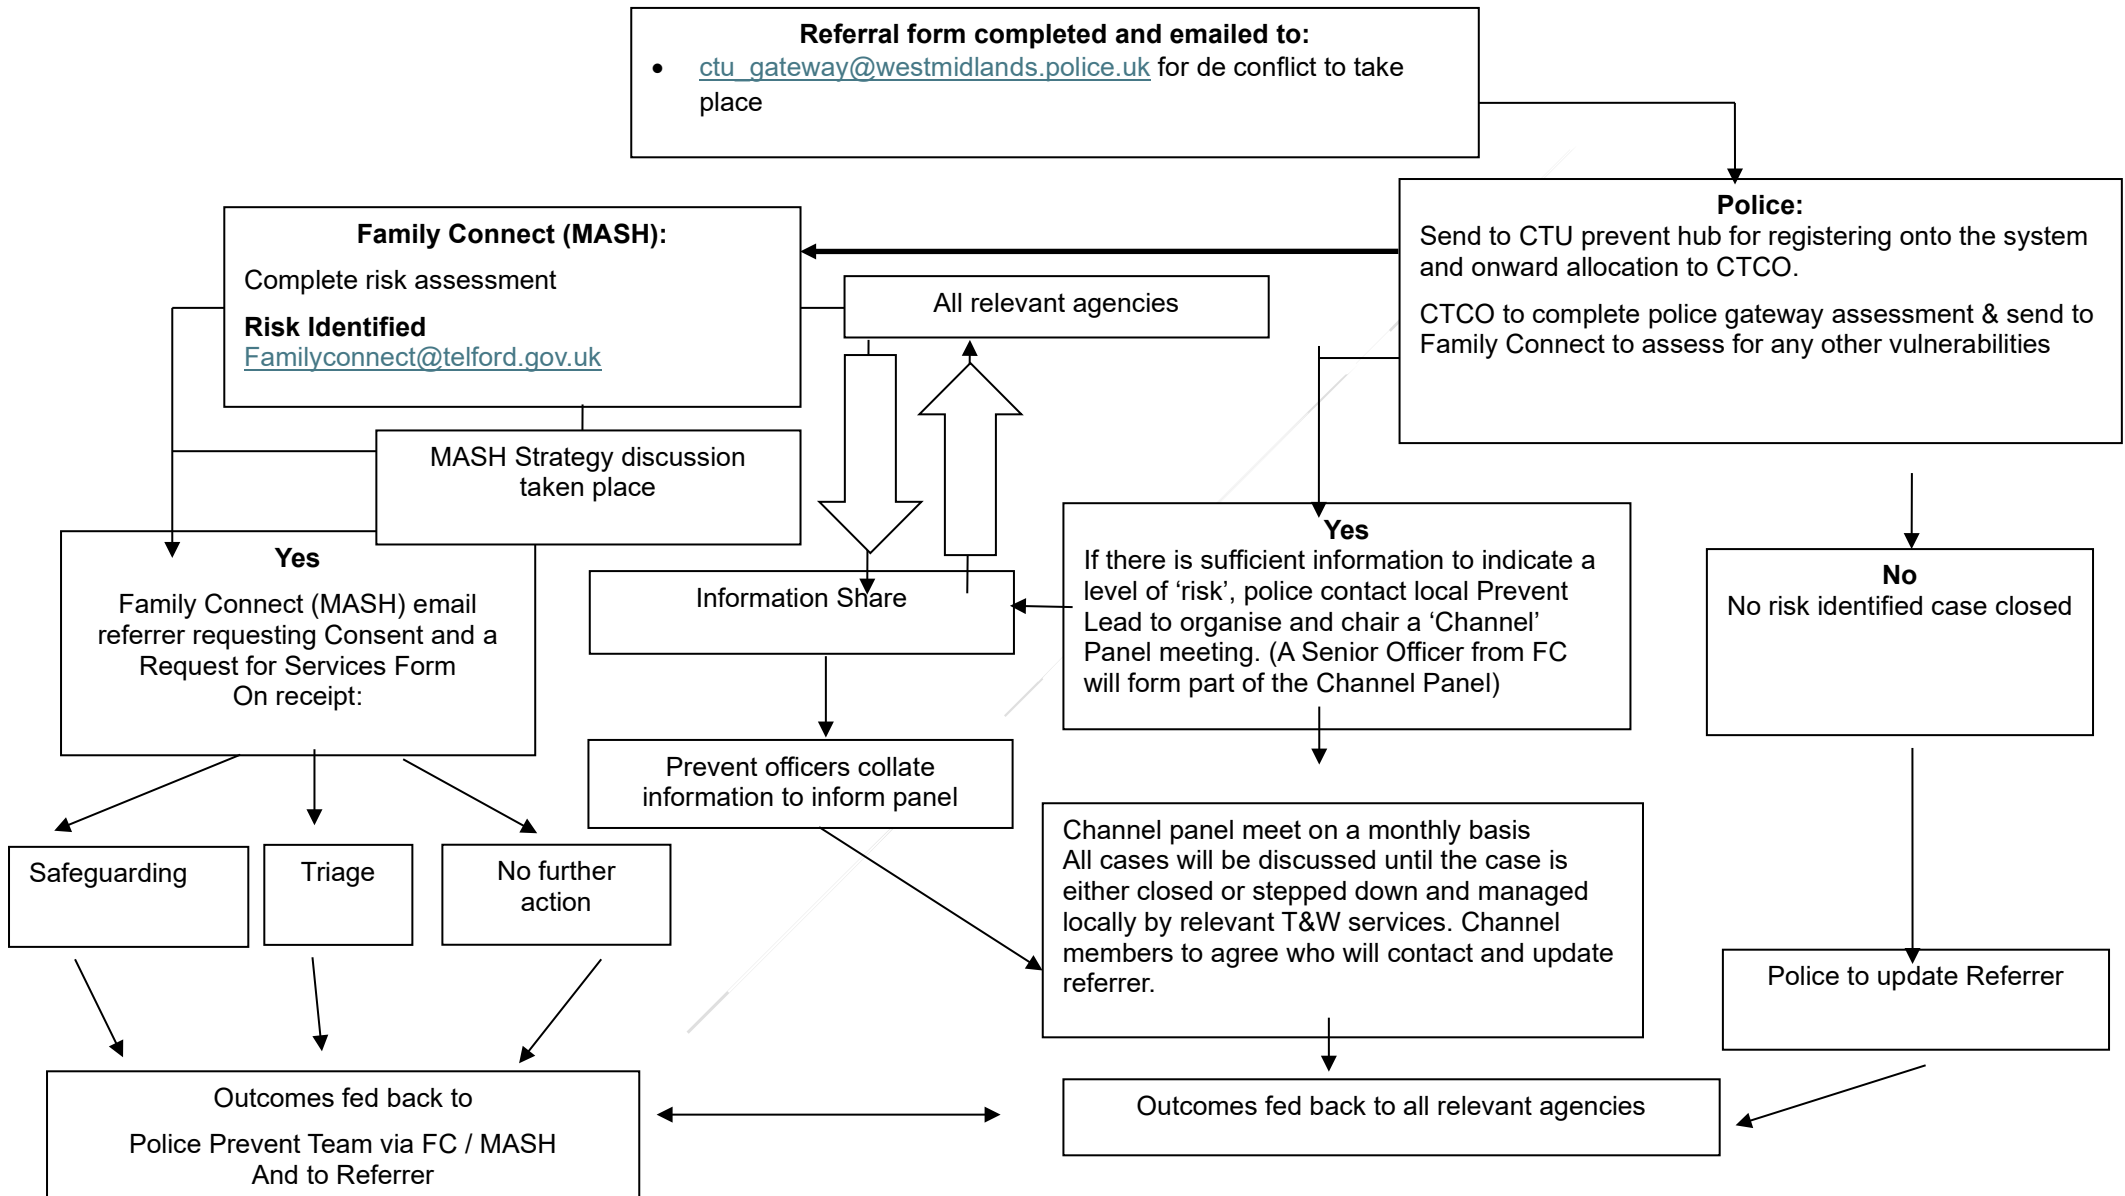 Referral form completed and emailed to:
• ctu_gateway@westmidlands.police.uk for de conflict to take
place
Police:
Send to CTU prevent hub for registering onto the system
and onward allocation to CTCO.
CTCO to complete police gateway assessment & send to
Family Connect to assess for any other vulnerabilities
Family Connect (MASH):
Complete risk assessment
Risk Identified
Familyconnect@telford.gov.uk
All relevant agencies
MASH Strategy discussion
taken place
Yes
Family Connect (MASH) email
referrer requesting Consent and a
Request for Services Form
On receipt:
Information Share
Yes
If there is sufficient information to indicate a
level of ‘risk’, police contact local Prevent
Lead to organise and chair a ‘Channel’
Panel meeting. (A Senior Officer from FC
will form part of the Channel Panel)
No
No risk identified case closed
Prevent officers collate
information to inform panel
Safeguarding
Triage
No further
action
Channel panel meet on a monthly basis
All cases will be discussed until the case is
either closed or stepped down and managed
locally by relevant T&W services. Channel
members to agree who will contact and update
referrer.
Police to update Referrer
Outcomes fed back to
Police Prevent Team via FC / MASH
And to Referrer
Outcomes fed back to all relevant agencies